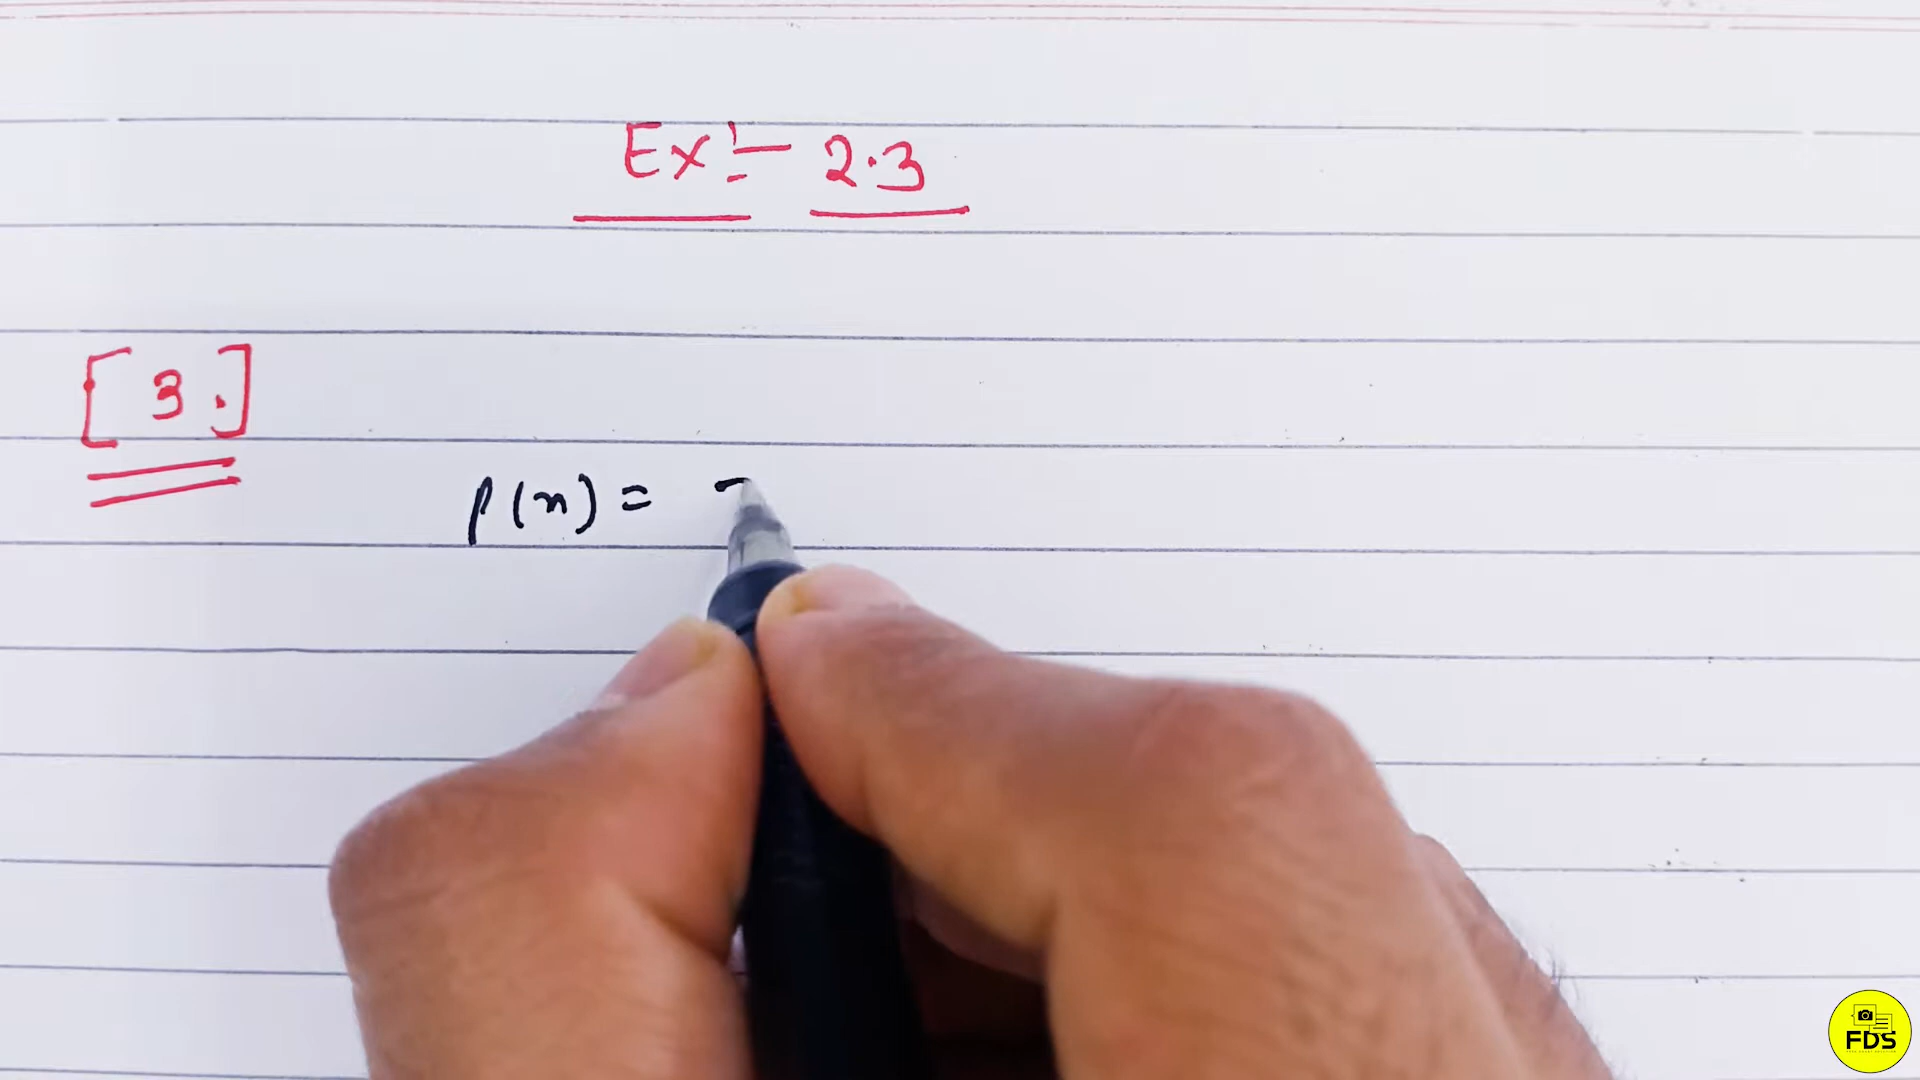 Ex:- 2.3
[3.]
p(x) =
FDS